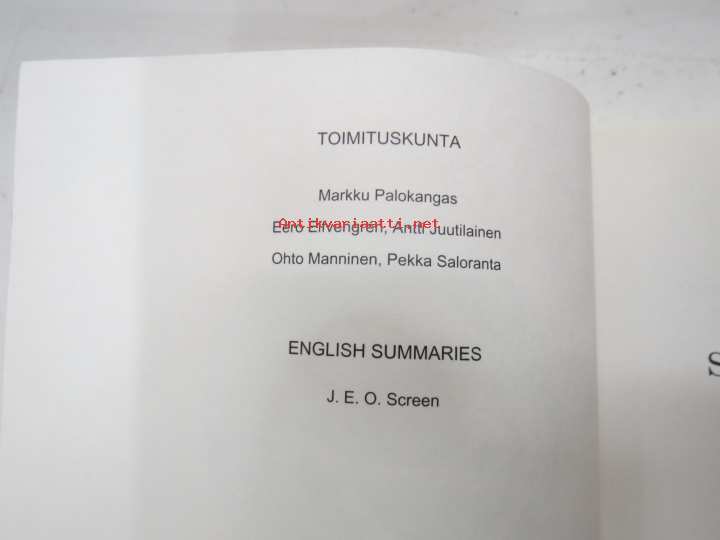 TOIMITUSKUNTA
Markku Palokangas
Antikvariaatti.net
Eero Elfvengren, Antti Juutilainen
Ohto Manninen, Pekka Saloranta
ENGLISH SUMMARIES
J. E. O. Screen
S